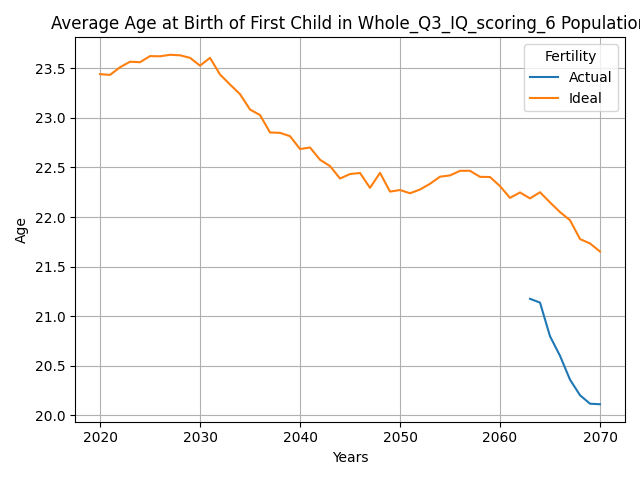 Average Age at Birth of First Child in Whole_Q3_IQ_scoring_6 Population
Fertility
Actual
Ideal
23.5
23.0
22.5
22.0
21.5
21.0
20.5
20.0
Age
2020 2030 2040 2050 2060 2070
Years